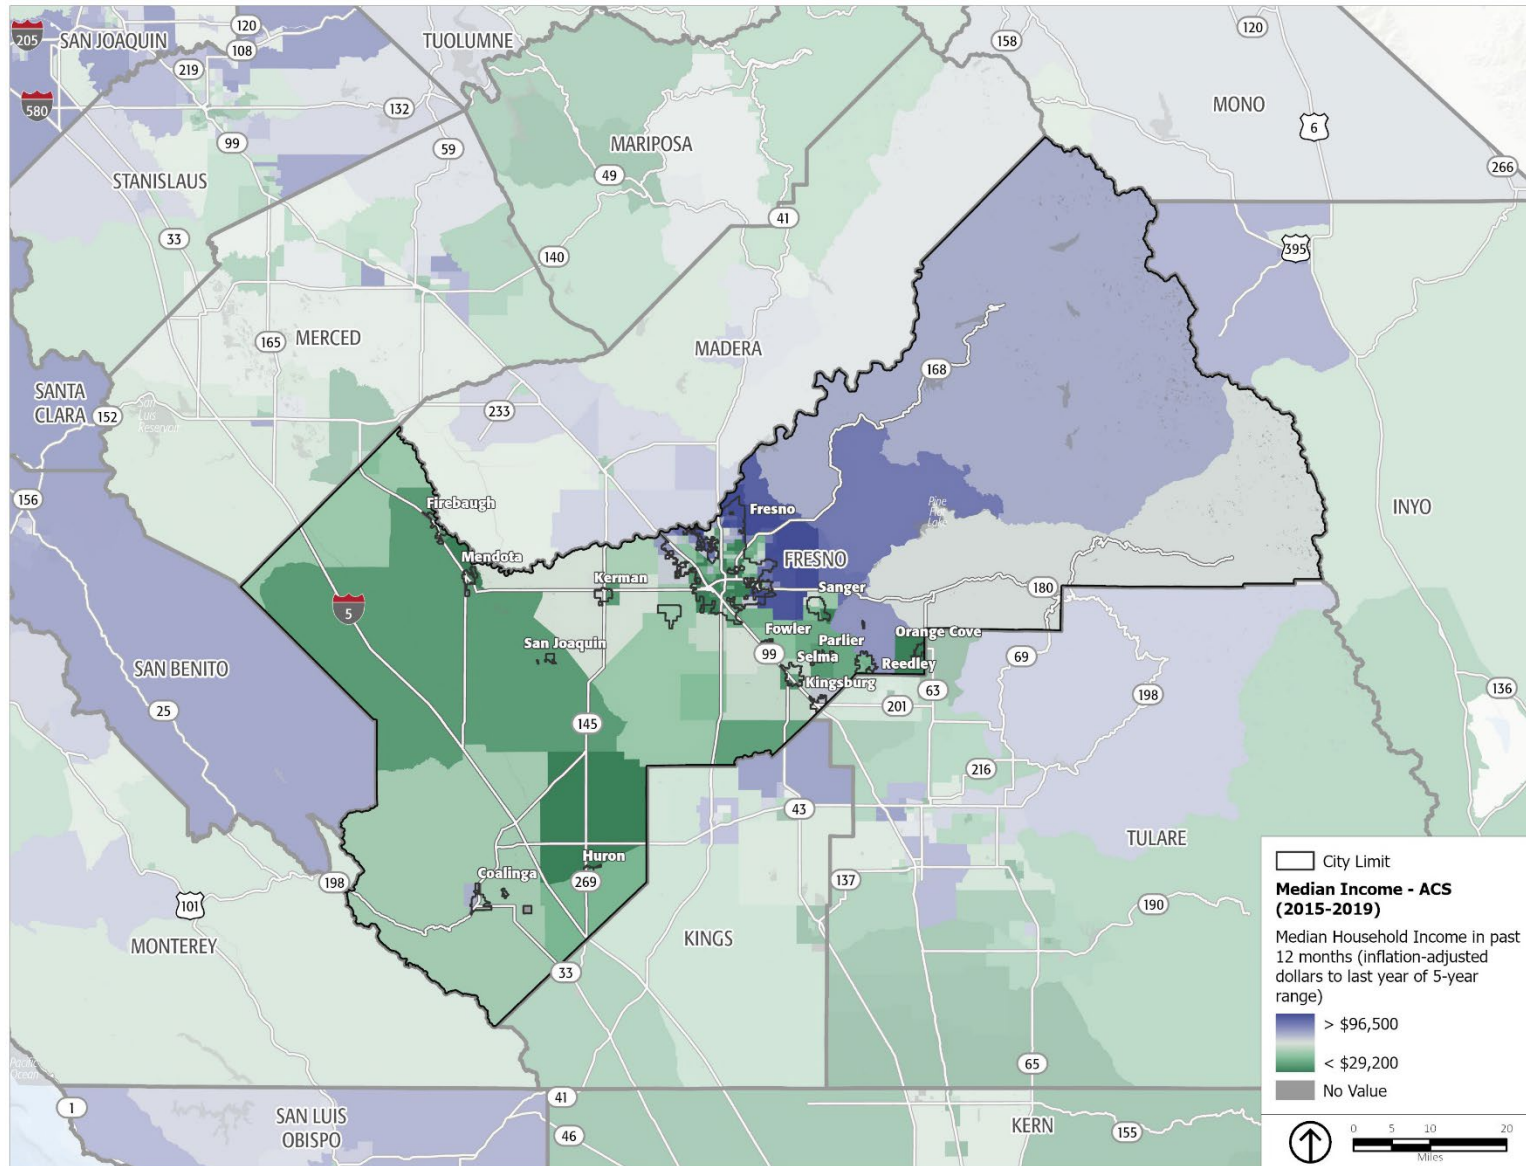 205
SAN JOAQUIN
120
108
TUOLUMNE
158
120
219
580
132
MONO
6
99
59
MARIPOSA
266
STANISLAUS
49
33
41
395
140
165
MERCED
MADERA
168
SANTA
CLARA
152
San
Luis
Reservoir
233
156
Firebaugh
Fresno
Pine
INYO
Mendota
FRESNO
Kerman
Sanger
180
5
Fowler
Parlier
Orange Cove
SAN BENITO
San Joaquin
99
Selma
Reedley
69
Kingsburg
63
198
136
25
201
145
216
43
TULARE
Huron
Coalinga
198
269
137
101
190
MONTEREY
KINGS
33
65
Pacific
Ocean
1
SAN LUIS
OBISPO
41
46
KERN
155
City Limit
Median Income - ACS
(2015-2019)
Median Household Income in past
12 months (inflation-adjusted
dollars to last year of 5-year
range)
> $96,500
< $29,200
No Value
0 5 10 20
Miles